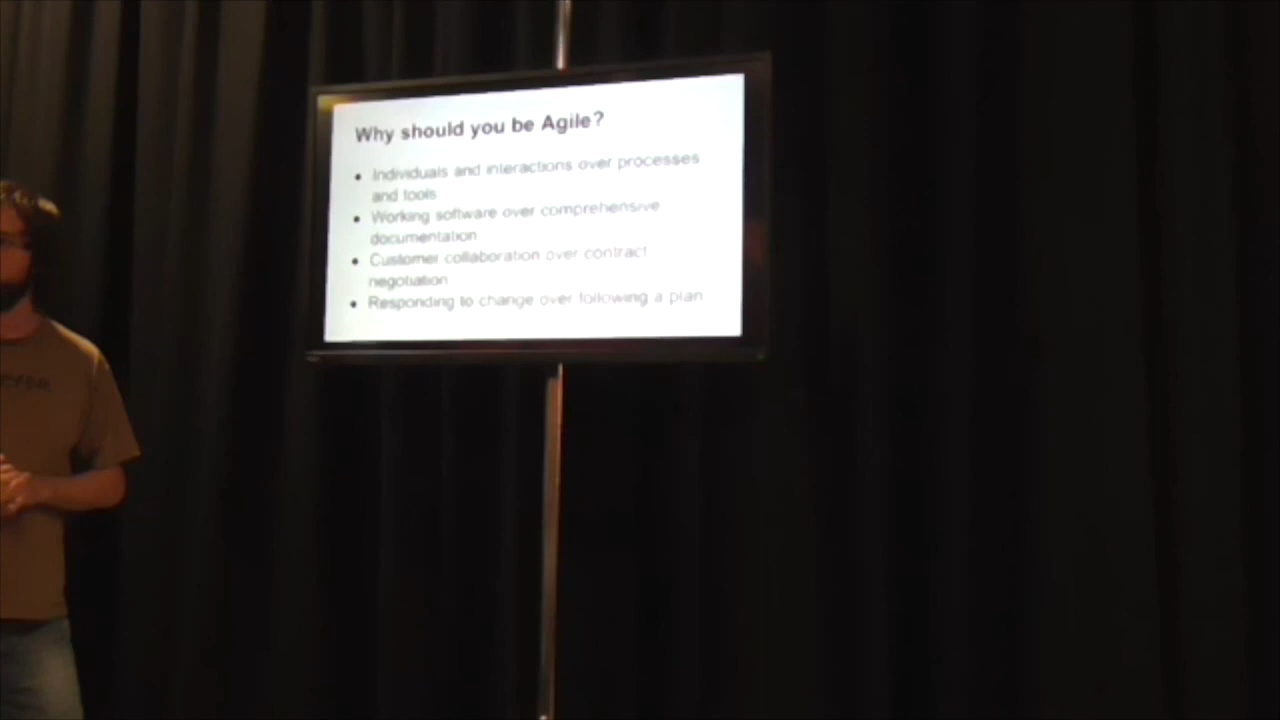 Why should you be Agile?
• Individuals and interactions over processes
and tools
• Working software over comprehensive
documentation
• Customer collaboration over contract
negotiation
• Responding to change over following a plan